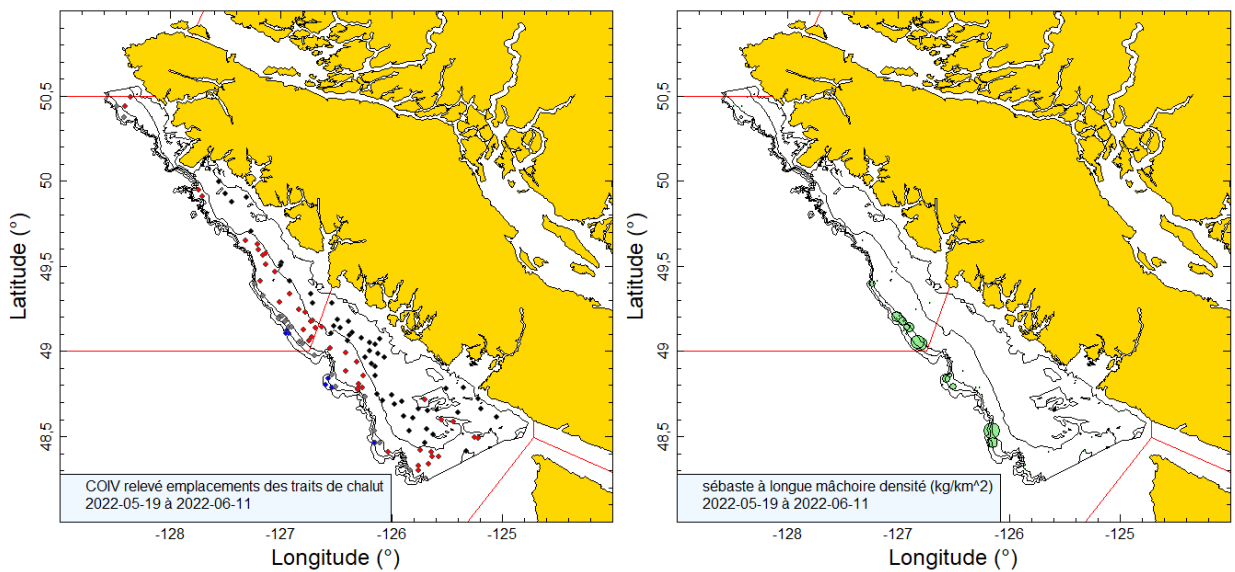 50,5
50
49,5
49
48,5
Latitude (°)
COIV relevé emplacements des traits de chalut
2022-05-19 à 2022-06-11
-128
-127
-126
-125
Longitude (°)
50,5
50
49,5
49
48,5
Latitude (°)
sébaste à longue mâchoire densité (kg/km^2)
2022-05-19 à 2022-06-11
-128
-127
-126
-125
Longitude (°)